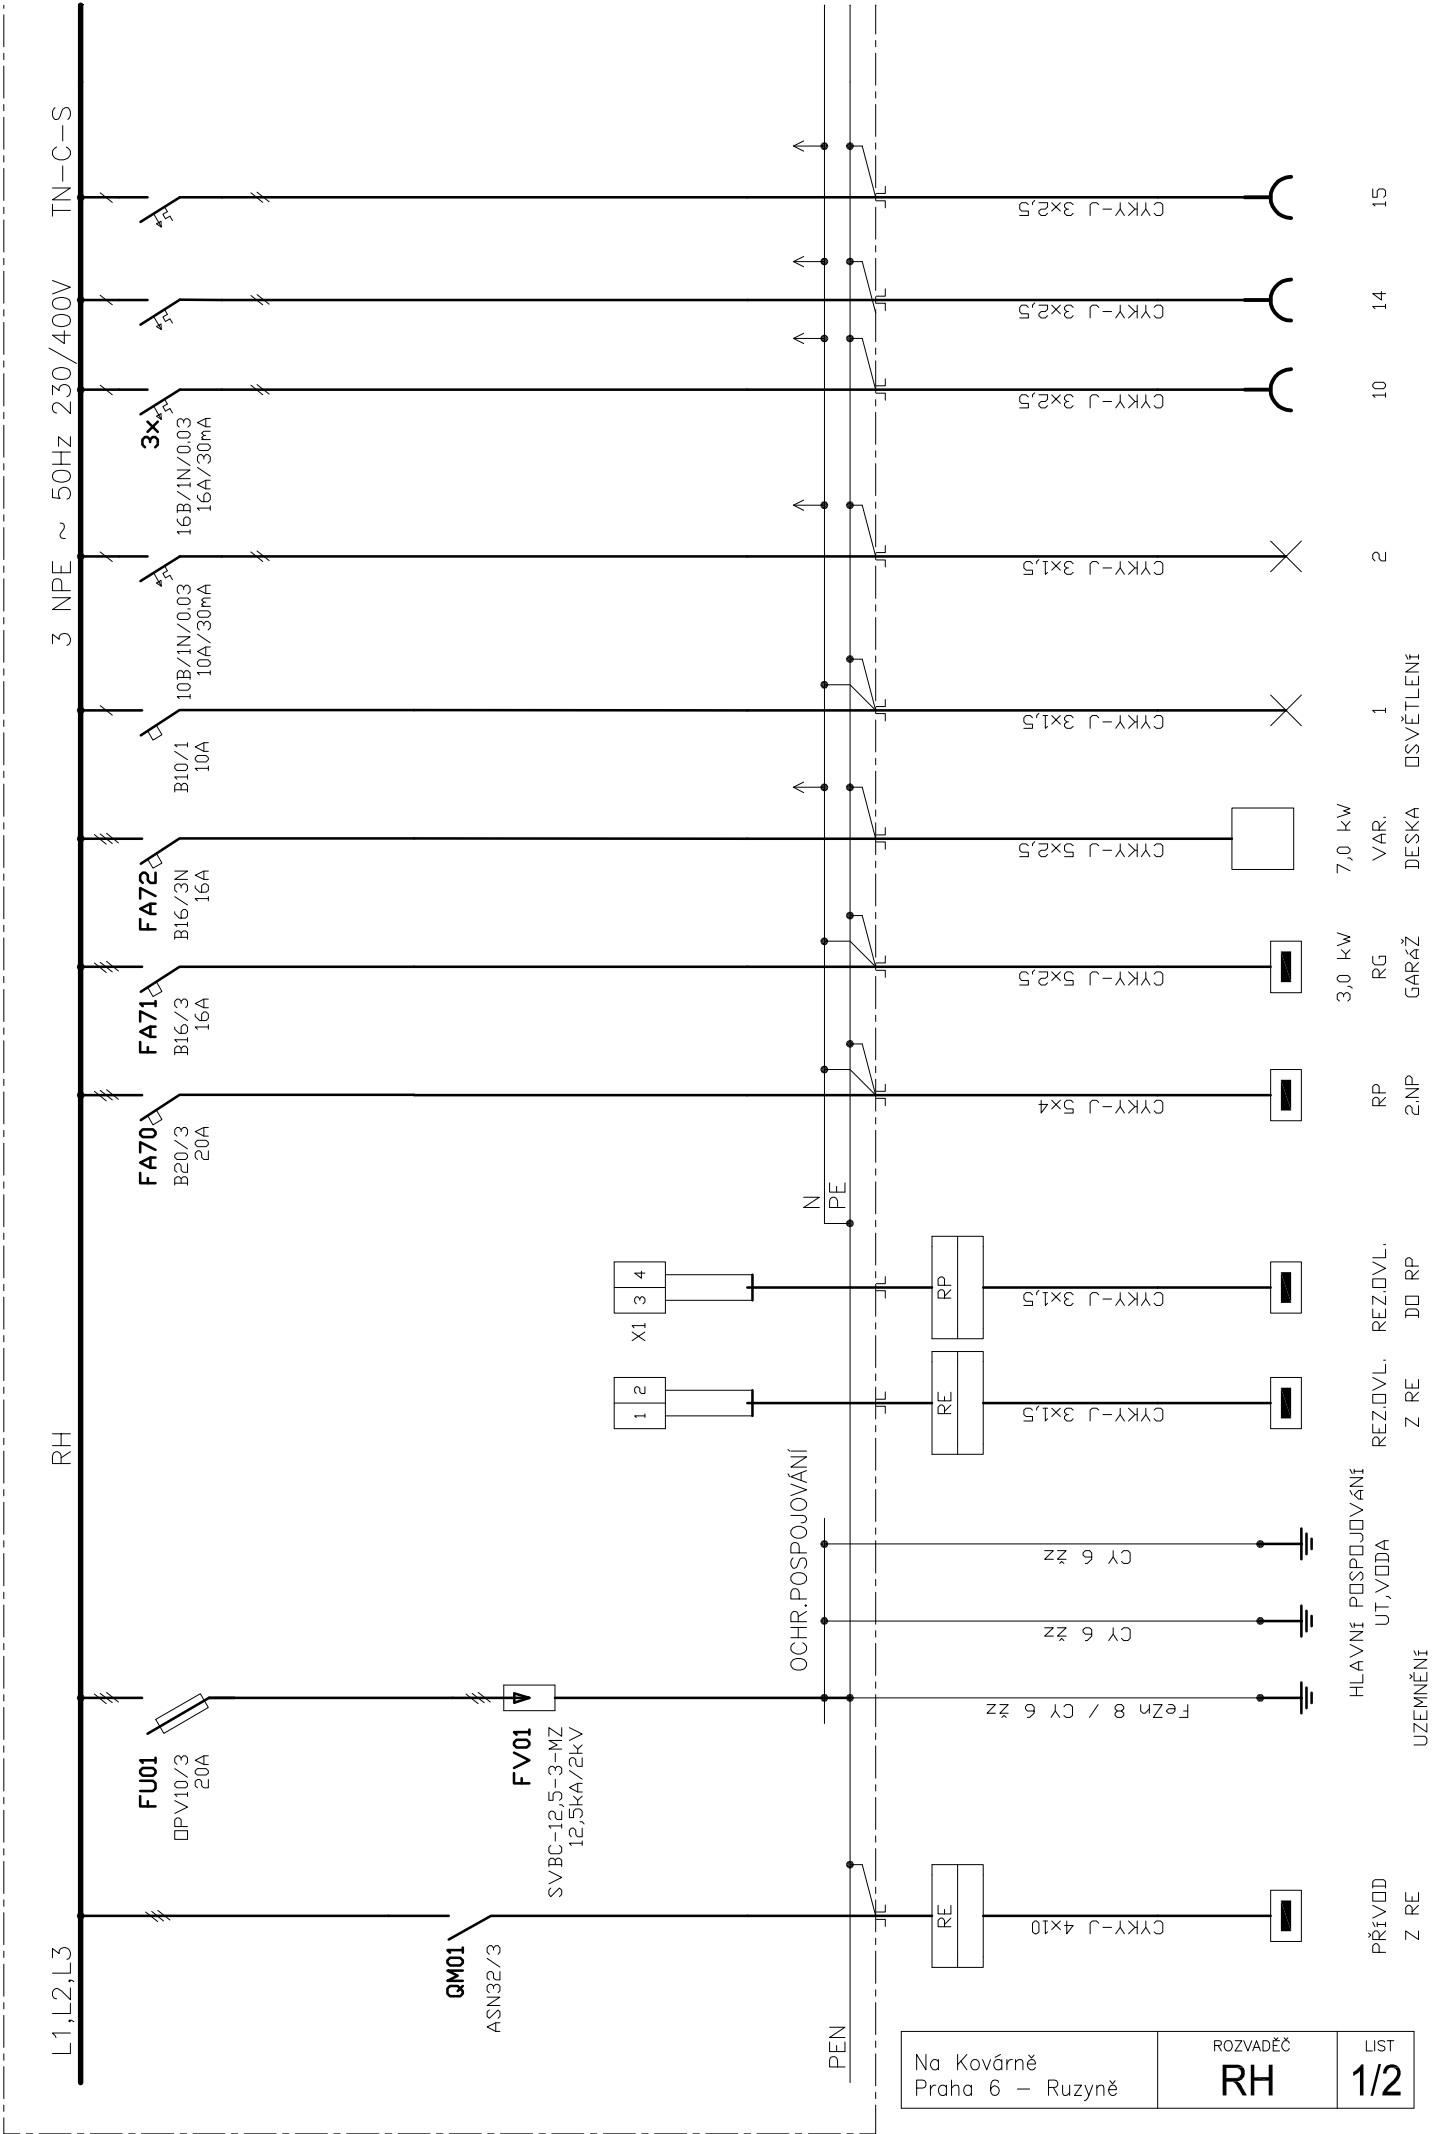 L1,L2,L3
RH
3 NPE ~ 50Hz 230/400V
TN-C-S
QM01
ASN32/3
FU01
OPV10/3
20A
FV01
SVBC-12,5-3-MZ
12,5kA/2kV
X1
1
2
3
4
FA70
B20/3
20A
FA71
B16/3
16A
FA72
B16/3N
16A
B10/1
10A
10B/1N/0.03
10A/30mA
3x
16B/1N/0.03
16A/30mA
PEN
OCHR.POSPOJOVÁNÍ
N
PE
RE
RE
RP
CYKY-J 4x10
FeZn 8 / CY 6 žz
CY 6 žz
CY 6 žz
CYKY-J 3x1,5
CYKY-J 3x1,5
CYKY-J 5x4
CYKY-J 5x2,5
CYKY-J 5x2,5
CYKY-J 3x1,5
CYKY-J 3x1,5
CYKY-J 3x2,5
CYKY-J 3x2,5
CYKY-J 3x2,5
PŘÍVOD
Z RE
UZEMNĚNÍ
HLAVNÍ POSPOJOVÁNÍ
UT,VODA
REZ.OVL.
Z RE
REZ.OVL.
DO RP
RP
2.NP
3,0 kW
RG
GARÁŽ
7,0 kW
VAR.
DESKA
1
OSVĚTLENÍ
2
10
14
15
Na Kovárně
Praha 6 – Ruzyně
ROZVADĚČ
RH
LIST
1/2